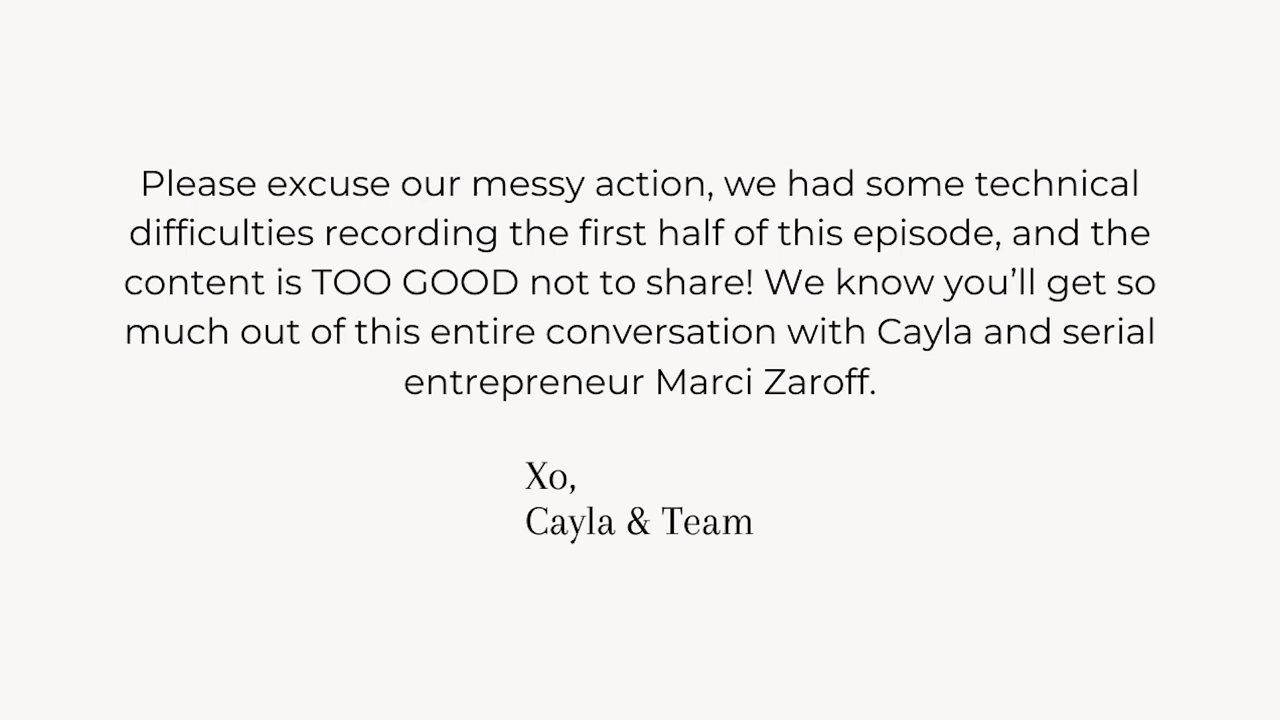 Please excuse our messy action, we had some technical
difficulties recording the first half of this episode, and the
content is TOO GOOD not to share! We know you’ll get so
much out of this entire conversation with Cayla and serial
entrepreneur Marci Zaroff.
Xo,
Cayla & Team